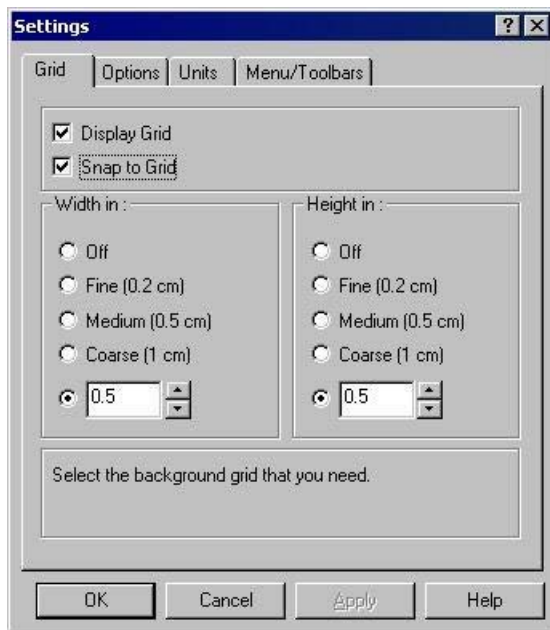 Settings
Grid Options Units Menu/Toolbars
Display Grid
Snap to Grid
Width in :
Off
Fine (0.2 cm)
Medium (0.5 cm)
Coarse (1 cm)
0.5
Height in :
Off
Fine (0.2 cm)
Medium (0.5 cm)
Coarse (1 cm)
0.5
Select the background grid that you need.
OK Cancel Apply Help